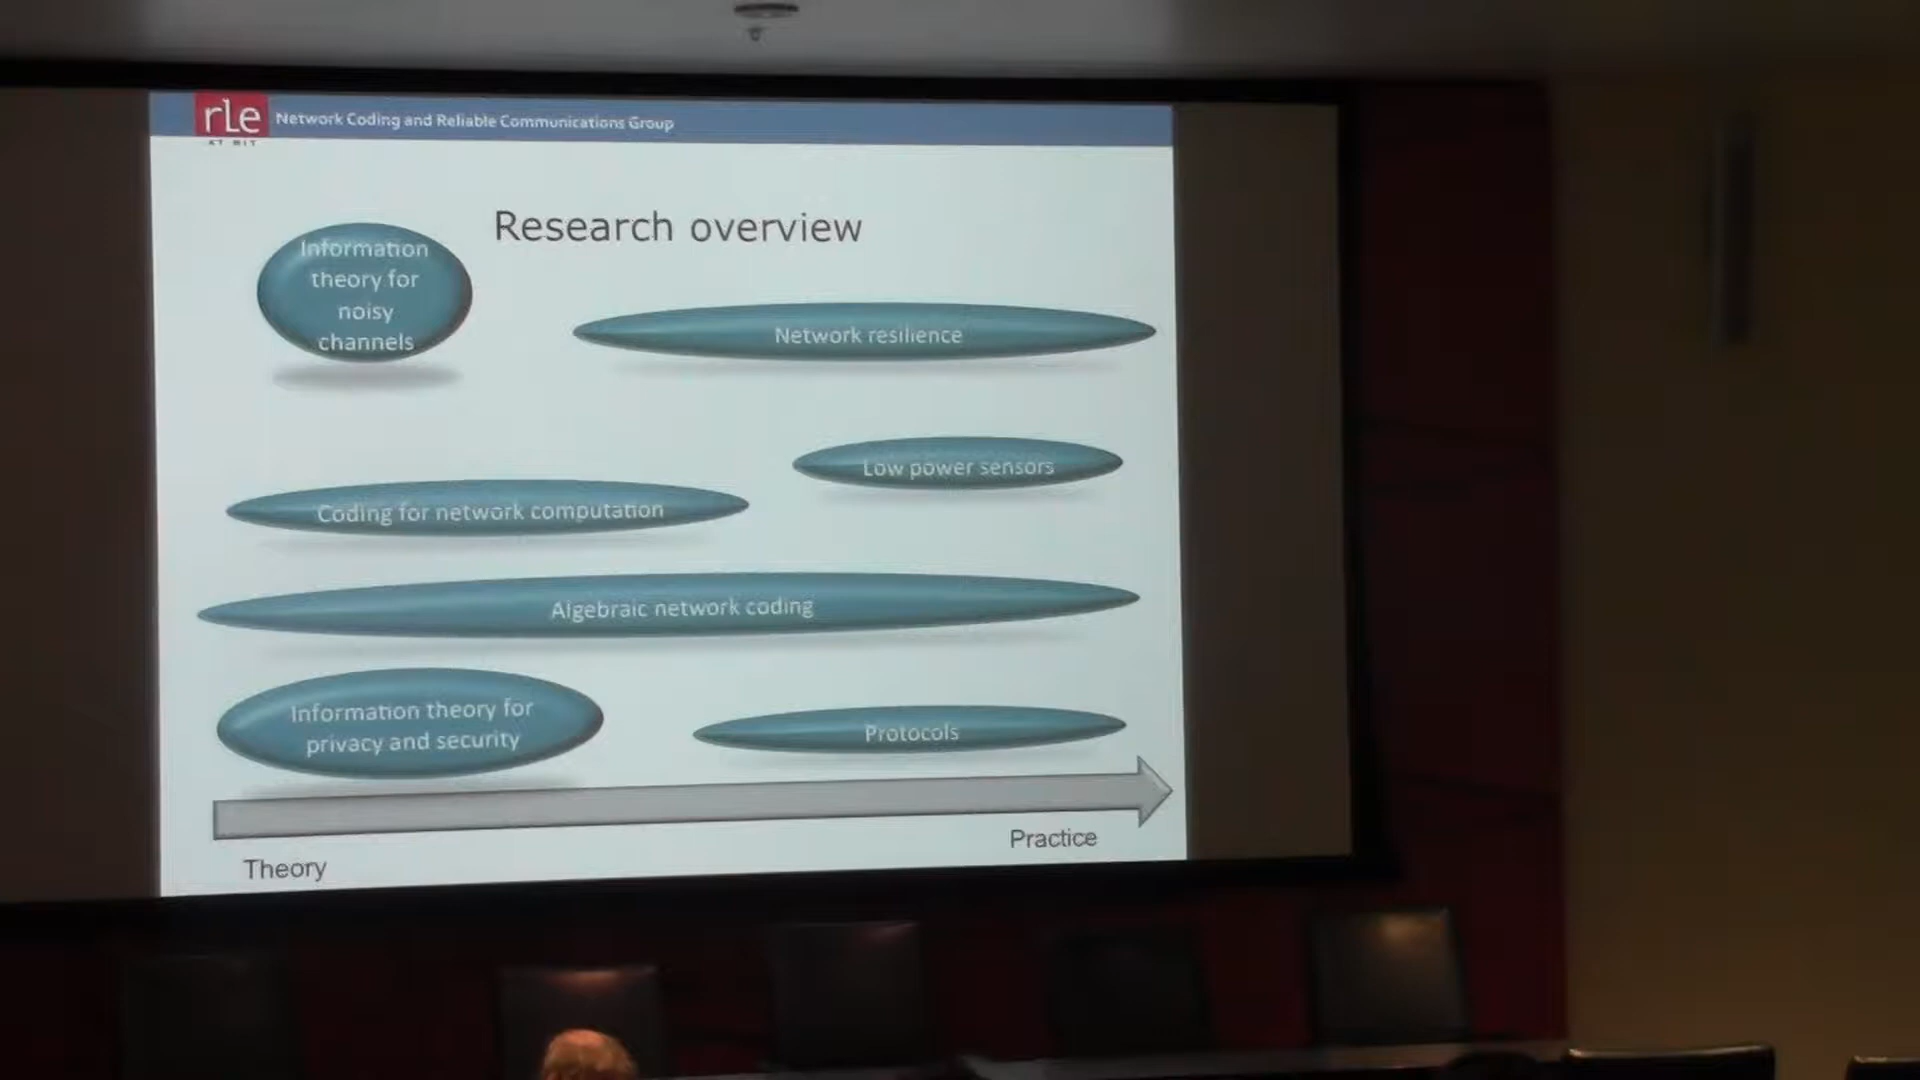 rLe
AT MIT
Network Coding and Reliable Communications Group
Research overview
Information
theory for
noisy
channels
Network resilience
Low power sensors
Coding for network computation
Algebraic network coding
Information theory for
privacy and security
Protocols
Practice
Theory